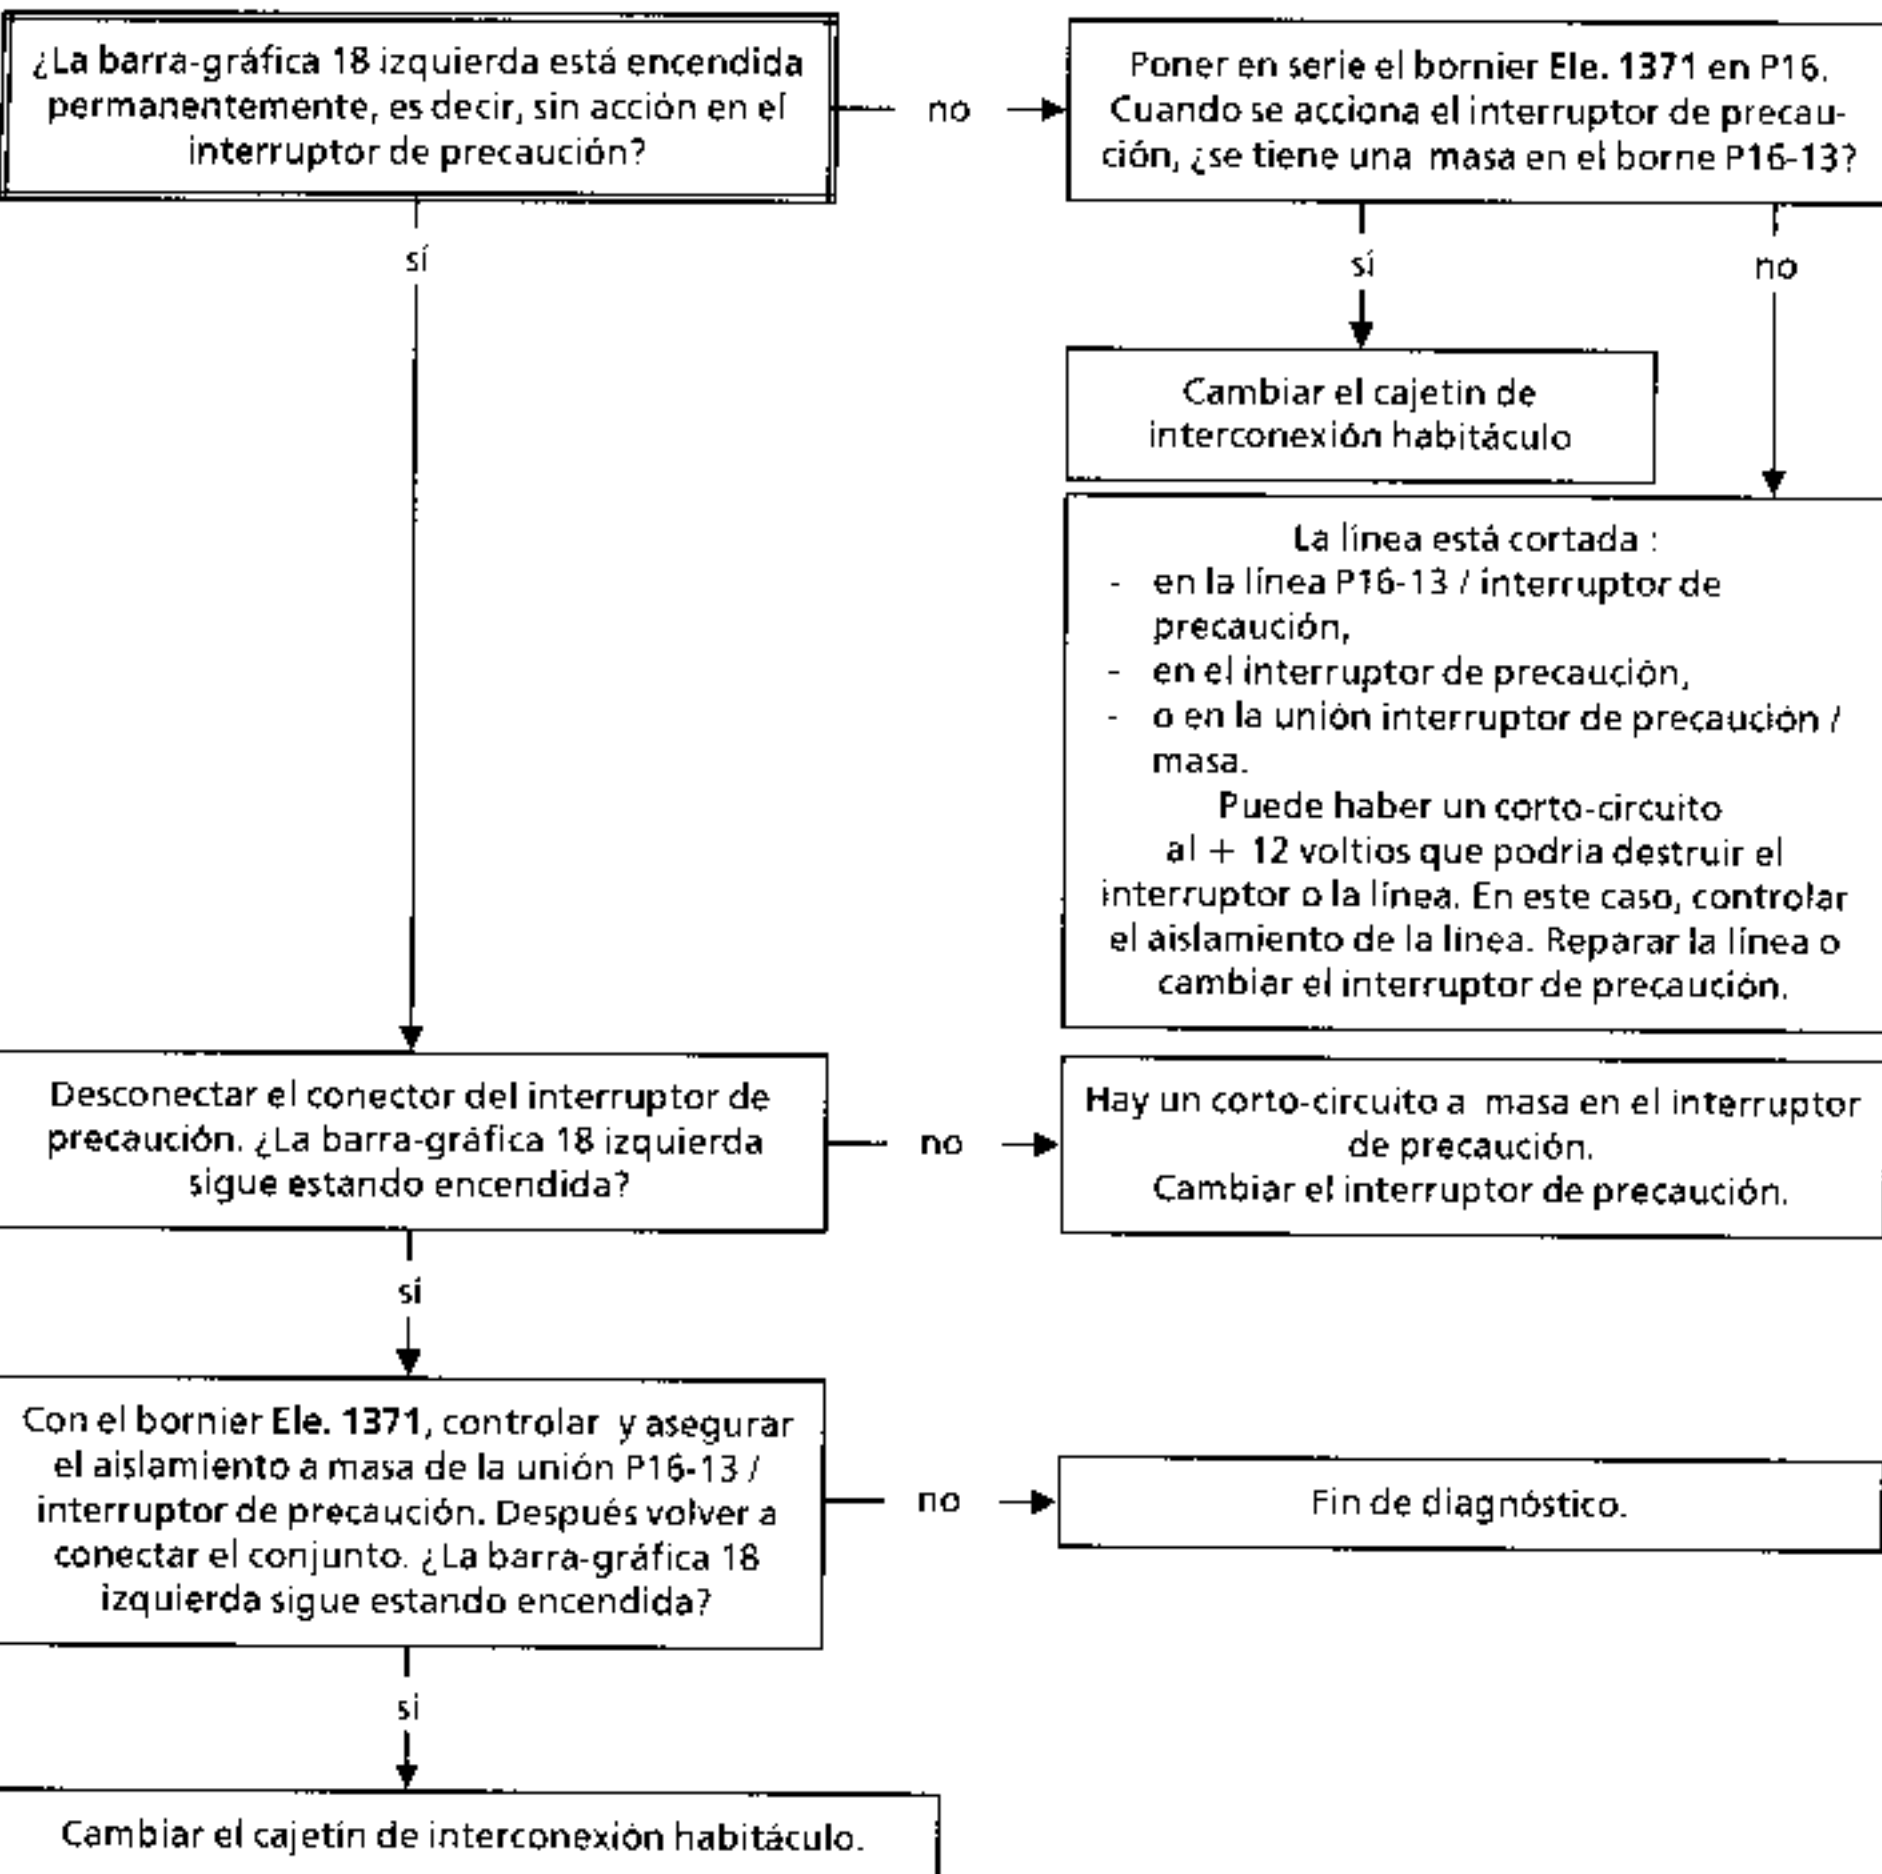 ¿La barra-gráfica 18 izquierda está encendida
permanentemente, es decir, sin acción en el
interruptor de precaución?
no
Poner en serie el bornier Ele. 1371 en P16.
Cuando se acciona el interruptor de precau-
ción, ¿se tiene una masa en el borne P16-13?
sí
sí
no
Cambiar el cajetín de
interconexión habitáculo
La línea está cortada :
- en la línea P16-13 / interruptor de
precaución,
- en el interruptor de precaución,
- o en la unión interruptor de precaución /
masa.
Puede haber un corto-circuito
al + 12 voltios que podría destruir el
interruptor o la línea. En este caso, controlar
el aislamiento de la línea. Reparar la línea o
cambiar el interruptor de precaución.
Desconectar el conector del interruptor de
precaución. ¿La barra-gráfica 18 izquierda
sigue estando encendida?
no
Hay un corto-circuito a masa en el interruptor
de precaución.
Cambiar el interruptor de precaución.
sí
Con el bornier Ele. 1371, controlar y asegurar
el aislamiento a masa de la unión P16-13 /
interruptor de precaución. Después volver a
conectar el conjunto. ¿La barra-gráfica 18
izquierda sigue estando encendida?
no
Fin de diagnóstico.
sí
Cambiar el cajetín de interconexión habitáculo.